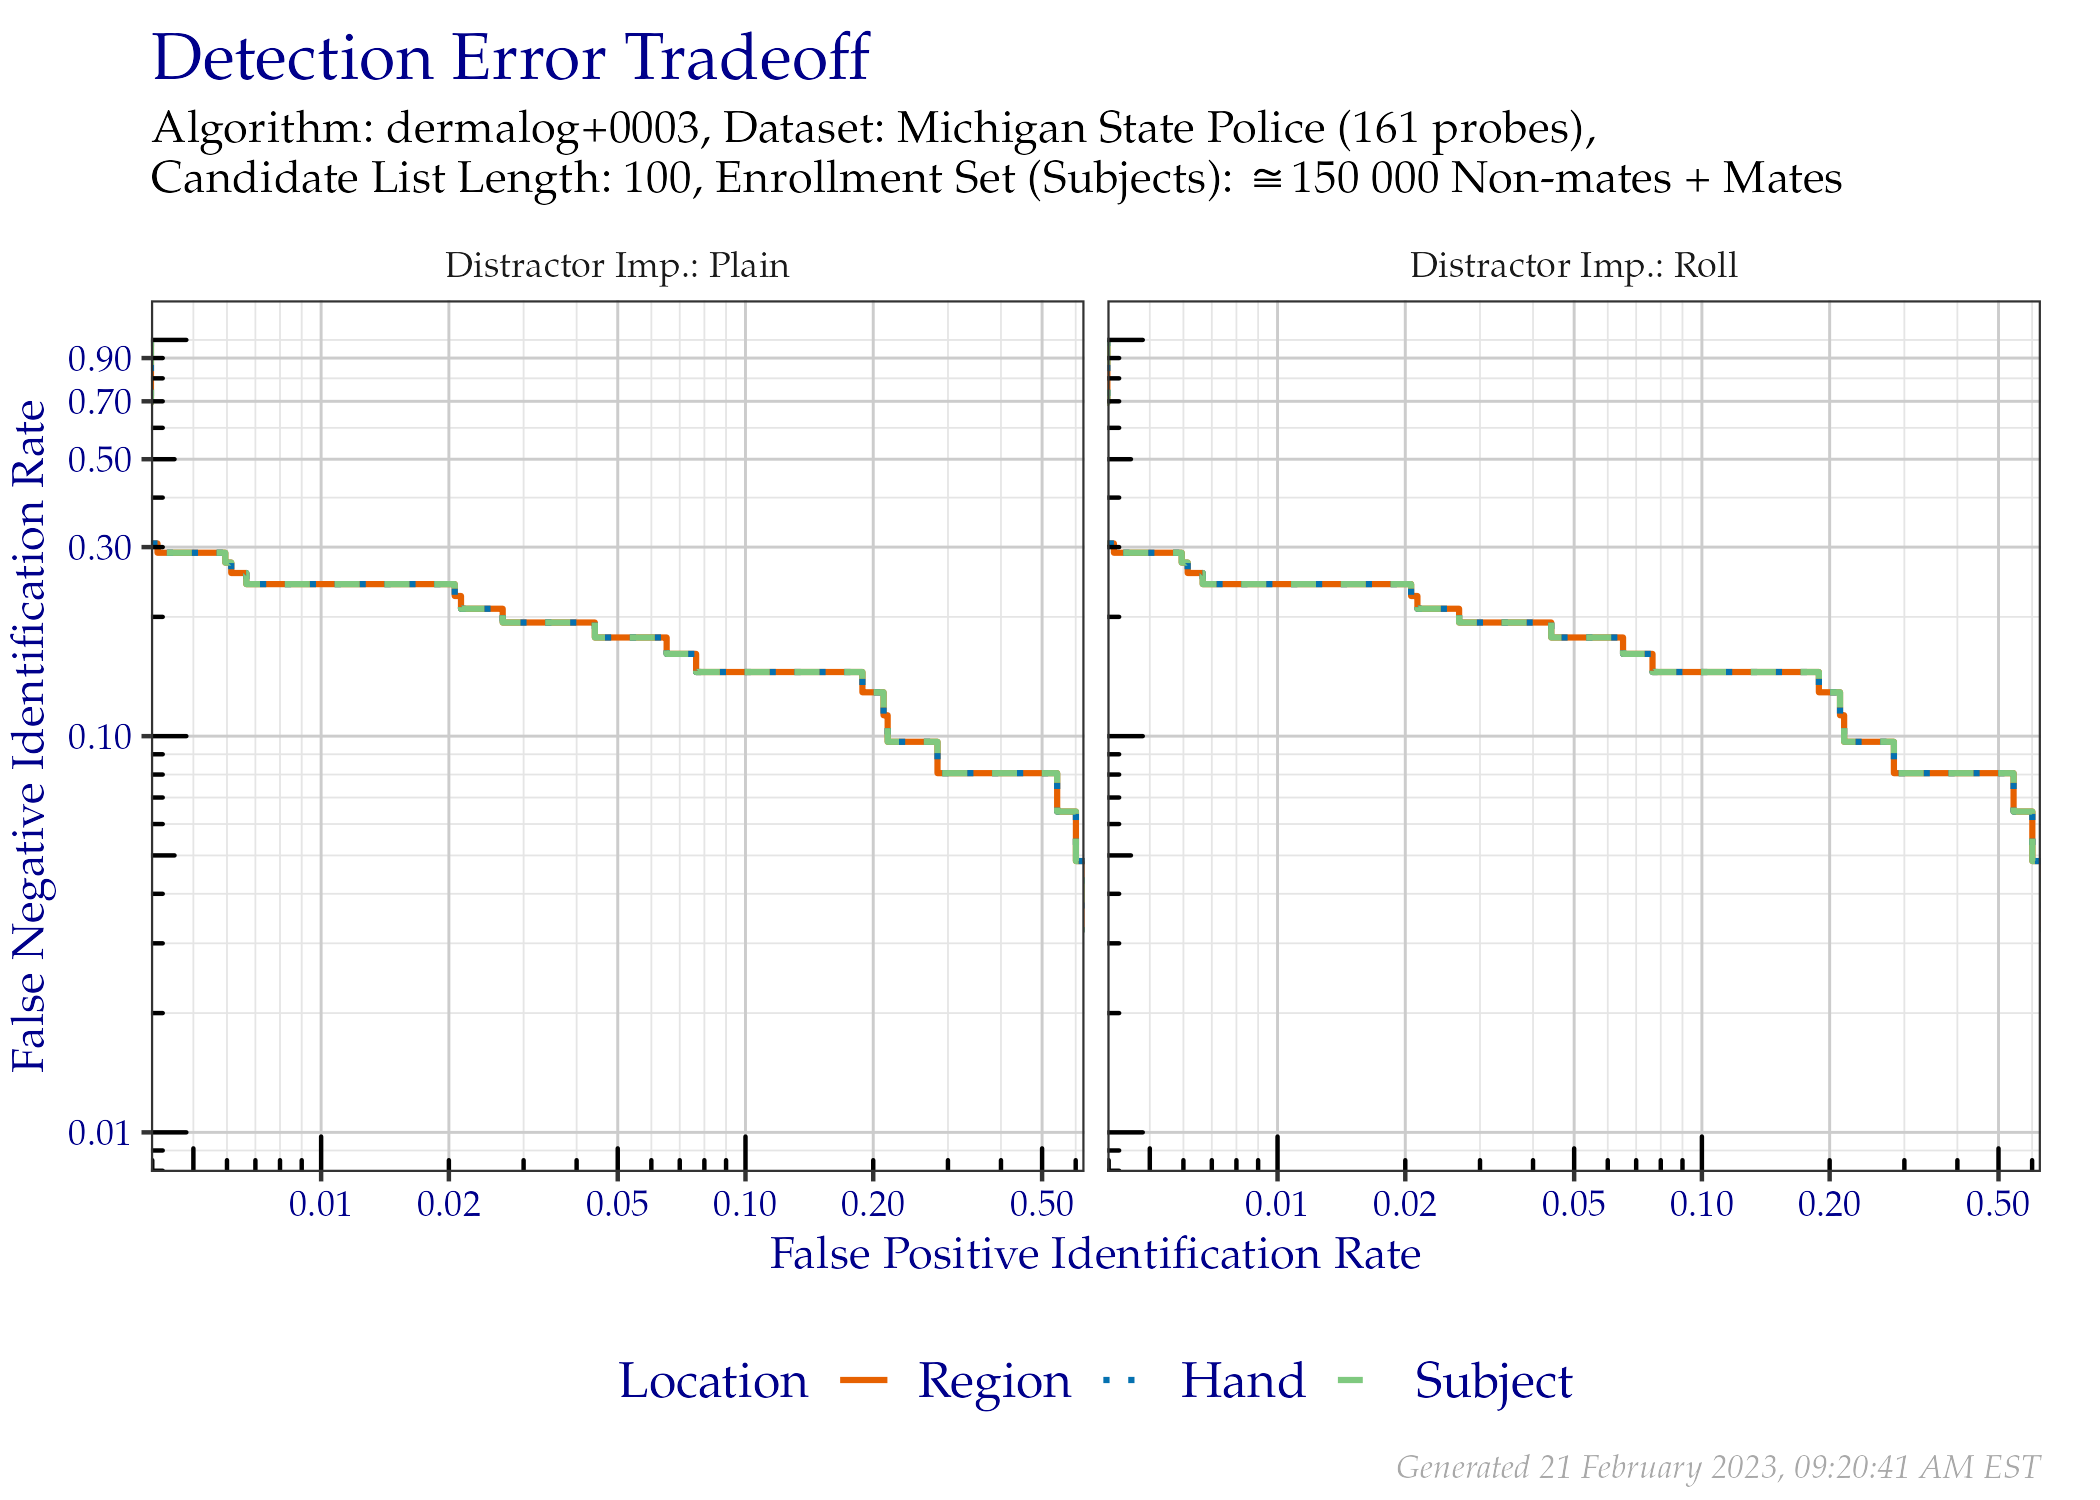 Detection Error Tradeoff
Algorithm: dermalog+0003, Dataset: Michigan State Police (161 probes),
Candidate List Length: 100, Enrollment Set (Subjects): ≅ 150 000 Non-mates + Mates
Distractor Imp.: Plain
Distractor Imp.: Roll
False Negative Identification Rate
0.90
0.70
0.50
0.30
0.10
0.01
0.01 0.02 0.05 0.10 0.20 0.50
0.01 0.02 0.05 0.10 0.20 0.50
False Positive Identification Rate
Location Region Hand Subject
Generated 21 February 2023, 09:20:41 AM EST